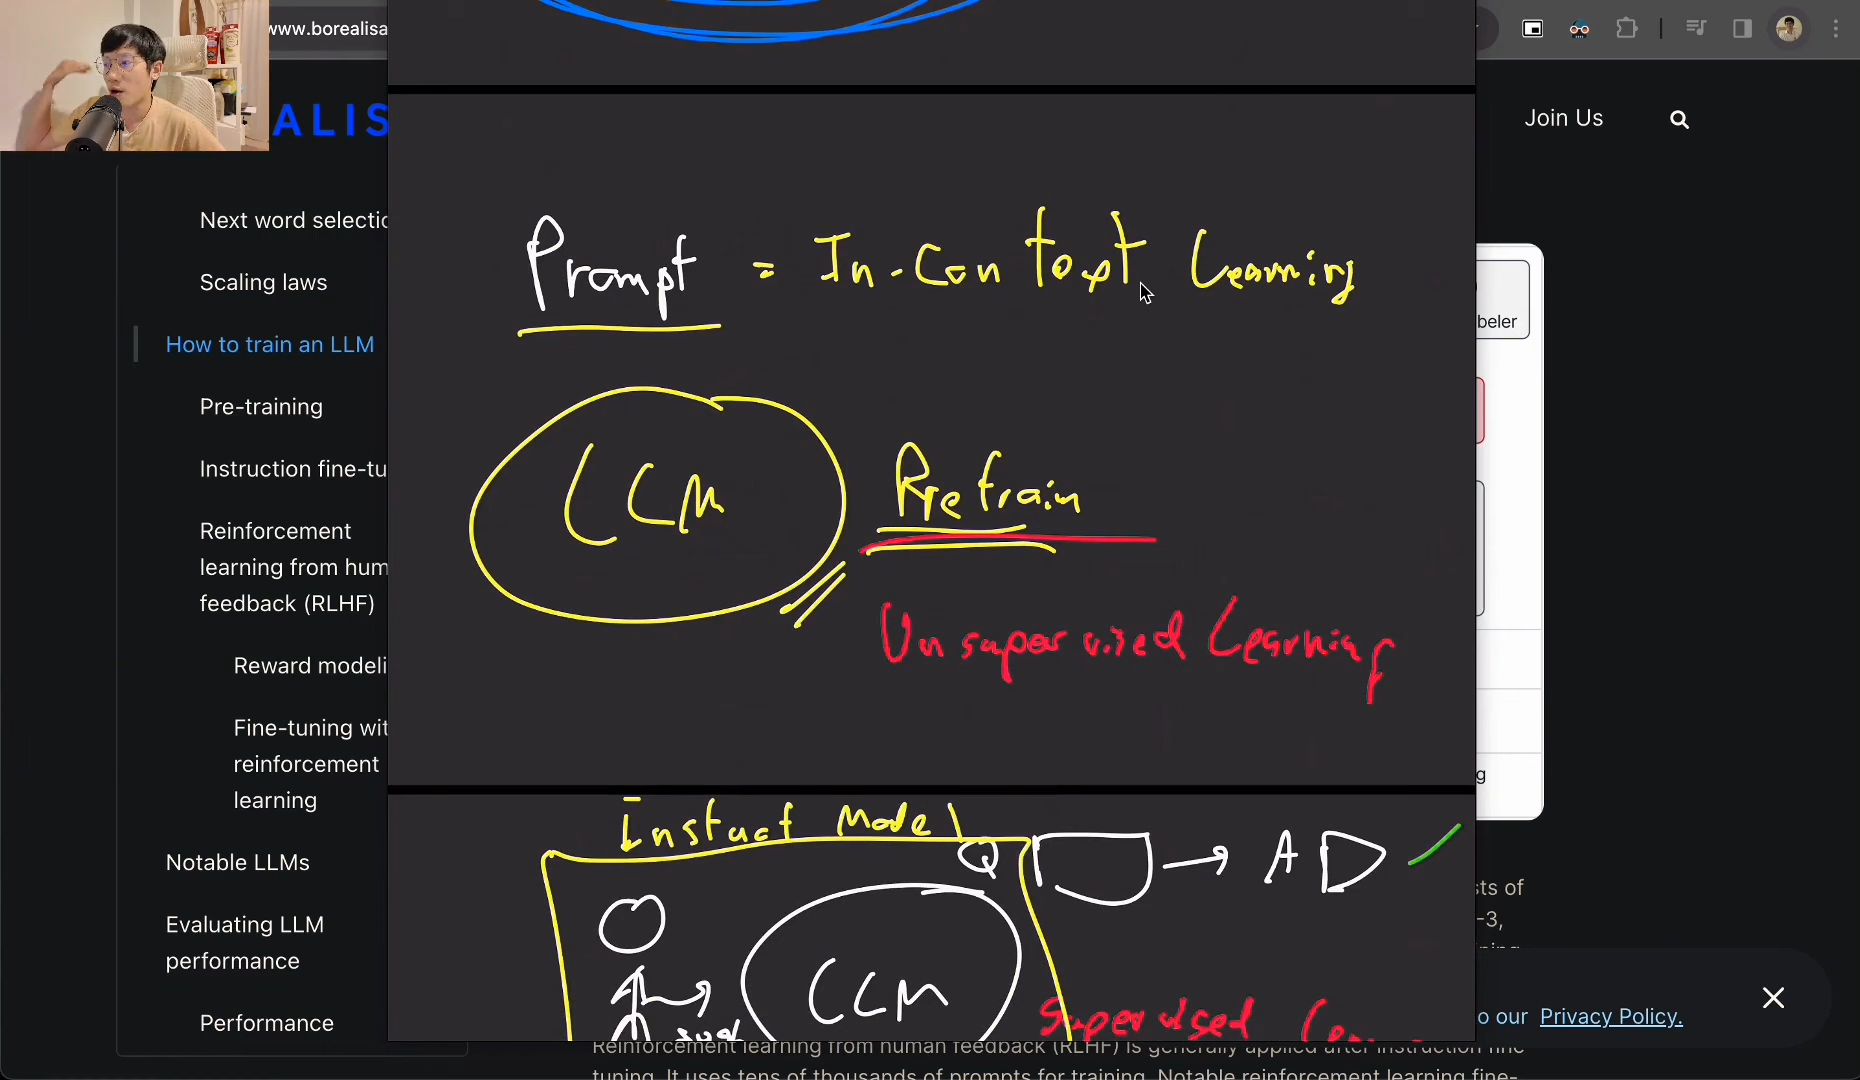 www.borealisa
ALIS
Join Us
Next word selectio
Scaling laws
How to train an LLM
Pre-training
Instruction fine-tu
Reinforcement
learning from hum
feedback (RLHF)
Reward modeli
Fine-tuning wit
reinforcement
learning
Notable LLMs
Evaluating LLM
performance
Performance
Prompt = In-Context Learning
LLM Pretrain
Unsupervised Learning
Instuct Model
Q → A
LLM
Supervised Lea
beler
g
sts of
-3,
o our Privacy Policy.
Reinforcement learning from human feedback (RLHF) is generally applied after instruction fine
tuning. It uses tens of thousands of prompts for training. Notable reinforcement learning fine-